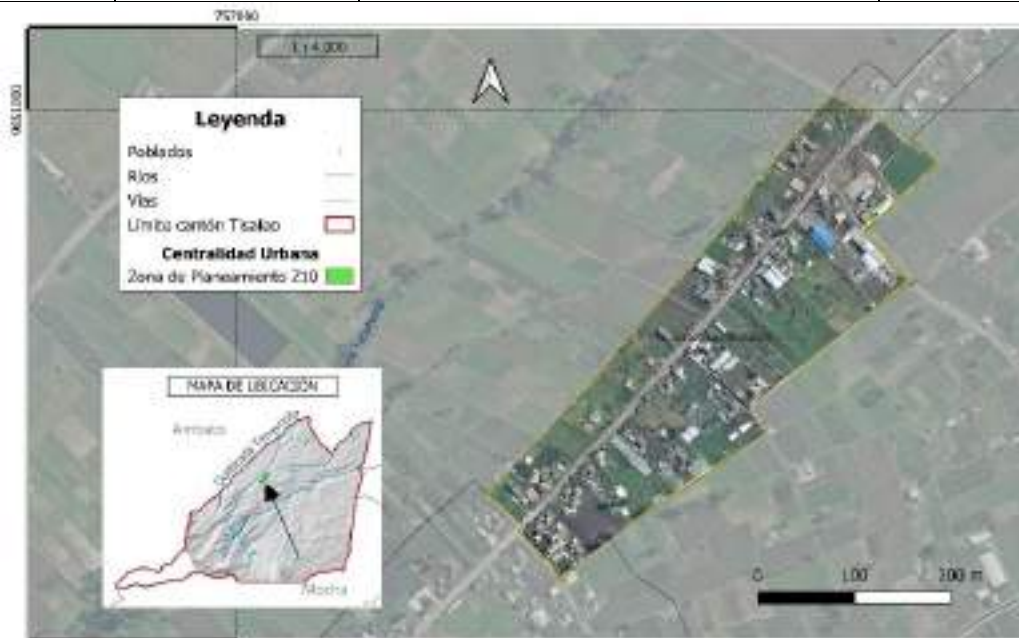 757000
1 : 4.000
Leyenda
Poblados
Ríos
Vías
Límite cantón Tisaleo
Centralidad Urbana
Zona de Planeamiento Z10
MAPA DE UBICACIÓN
Ambato
Quebrada
Mocha
0 100 200 m